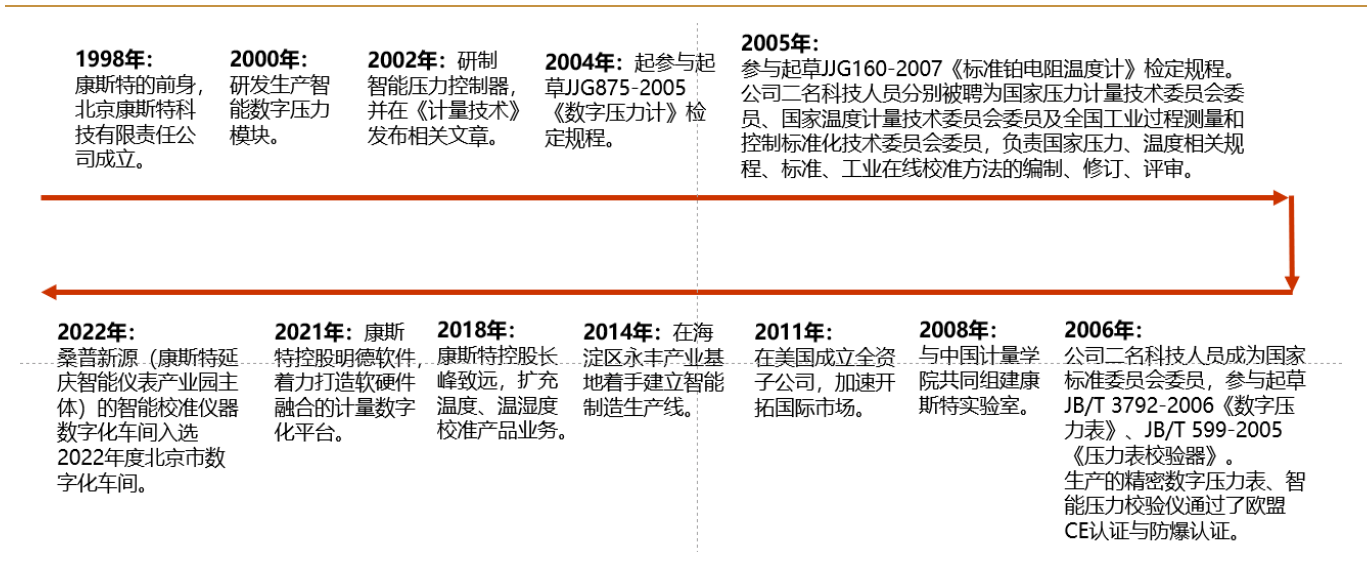 1998年：
康斯特的前身，
北京康斯特科
技有限责任公
司成立。
2000年：
研发生产智
能数字压力
模块。
2002年：研制
智能压力控制器，
并在《计量技术》
发布相关文章。
2004年：起参与起
草JJG875-2005
《数字压力计》检
定规程。
2005年：
参与起草JJG160-2007《标准铂电阻温度计》检定规程。
公司二名科技人员分别被聘为国家压力计量技术委员会委
员、国家温度计量技术委员会委员及全国工业过程测量和
控制标准化技术委员会委员，负责国家压力、温度相关规
程、标准、工业在线校准方法的编制、修订、评审。
2022年：
桑普新源（康斯特延
庆智能仪表产业园主
体）的智能校准仪器
数字化车间入选
2022年度北京市数
字化车间。
2021年：康斯
特控股明德软件，
着力打造软硬件
融合的计量数字
化平台。
2018年：
康斯特控股长
峰致远，扩充
温度、温湿度
校准产品业务。
2014年：在海
淀区永丰产业基
地着手建立智能
制造生产线。
2011年：
在美国成立全资
子公司，加速开
拓国际市场。
2008年：
与中国计量学
院共同组建康
斯特实验室。
2006年：
公司二名科技人员成为国家
标准委员会委员，参与起草
JB/T 3792-2006《数字压
力表》、JB/T 599-2005
《压力表校验器》。
生产的精密数字压力表、智
能压力校验仪通过了欧盟
CE认证与防爆认证。